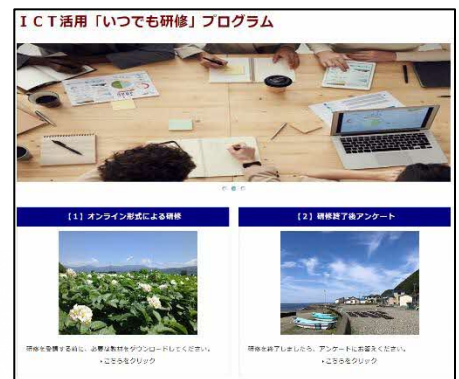 ICT活用「いつでも研修」プログラム
【1】オンライン形式による研修
【2】研修終了後アンケート
研修を受講する前に、必要な教材をダウンロードしてください。
・こちらをクリック
研修を終了しましたら、アンケートにお答えください。
・こちらをクリック